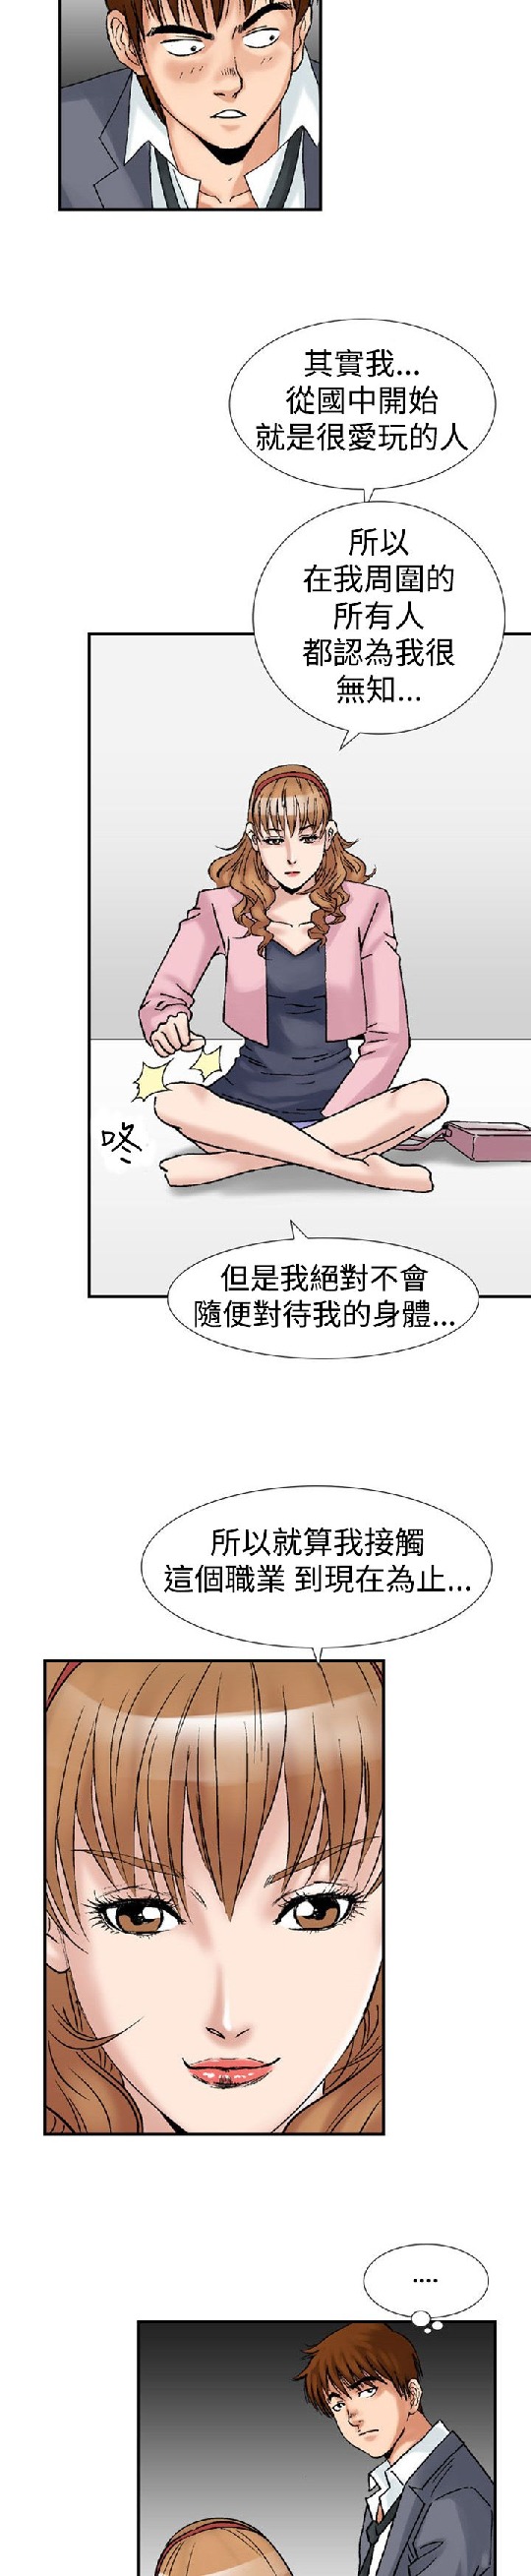 其實我...
從國中開始
就是很愛玩的人
所以
在我周圍的
所有人
都認為我很
無知...
咚
但是我絕對不會
隨便對待我的身體...
所以就算我接觸
這個職業 到現在為止...
....